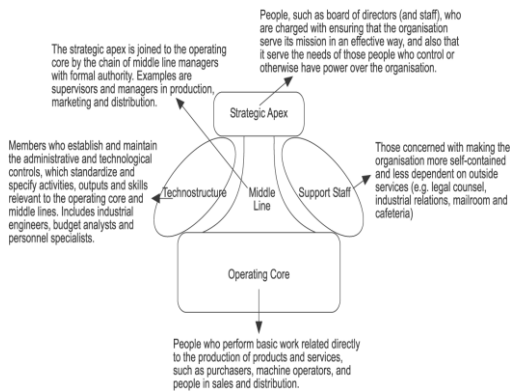 People, such as board of directors (and staff), who
are charged with ensuring that the organisation
serve its mission in an effective way, and also that
it serve the needs of those people who control or
otherwise have power over the organisation.
The strategic apex is joined to the operating
core by the chain of middle line managers
with formal authority. Examples are
supervisors and managers in production,
marketing and distribution.
Strategic Apex
Members who establish and maintain
the administrative and technological
controls, which standardize and
specify activities, outputs and skills
relevant to the operating core and
middle lines. Includes industrial
engineers, budget analysts and
personnel specialists.
Technostructure
Middle
Line
Support Staff
Those concerned with making the
organisation more self-contained
and less dependent on outside
services (e.g. legal counsel,
industrial relations, mailroom and
cafeteria)
Operating Core
People who perform basic work related directly
to the production of products and services,
such as purchasers, machine operators, and
people in sales and distribution.